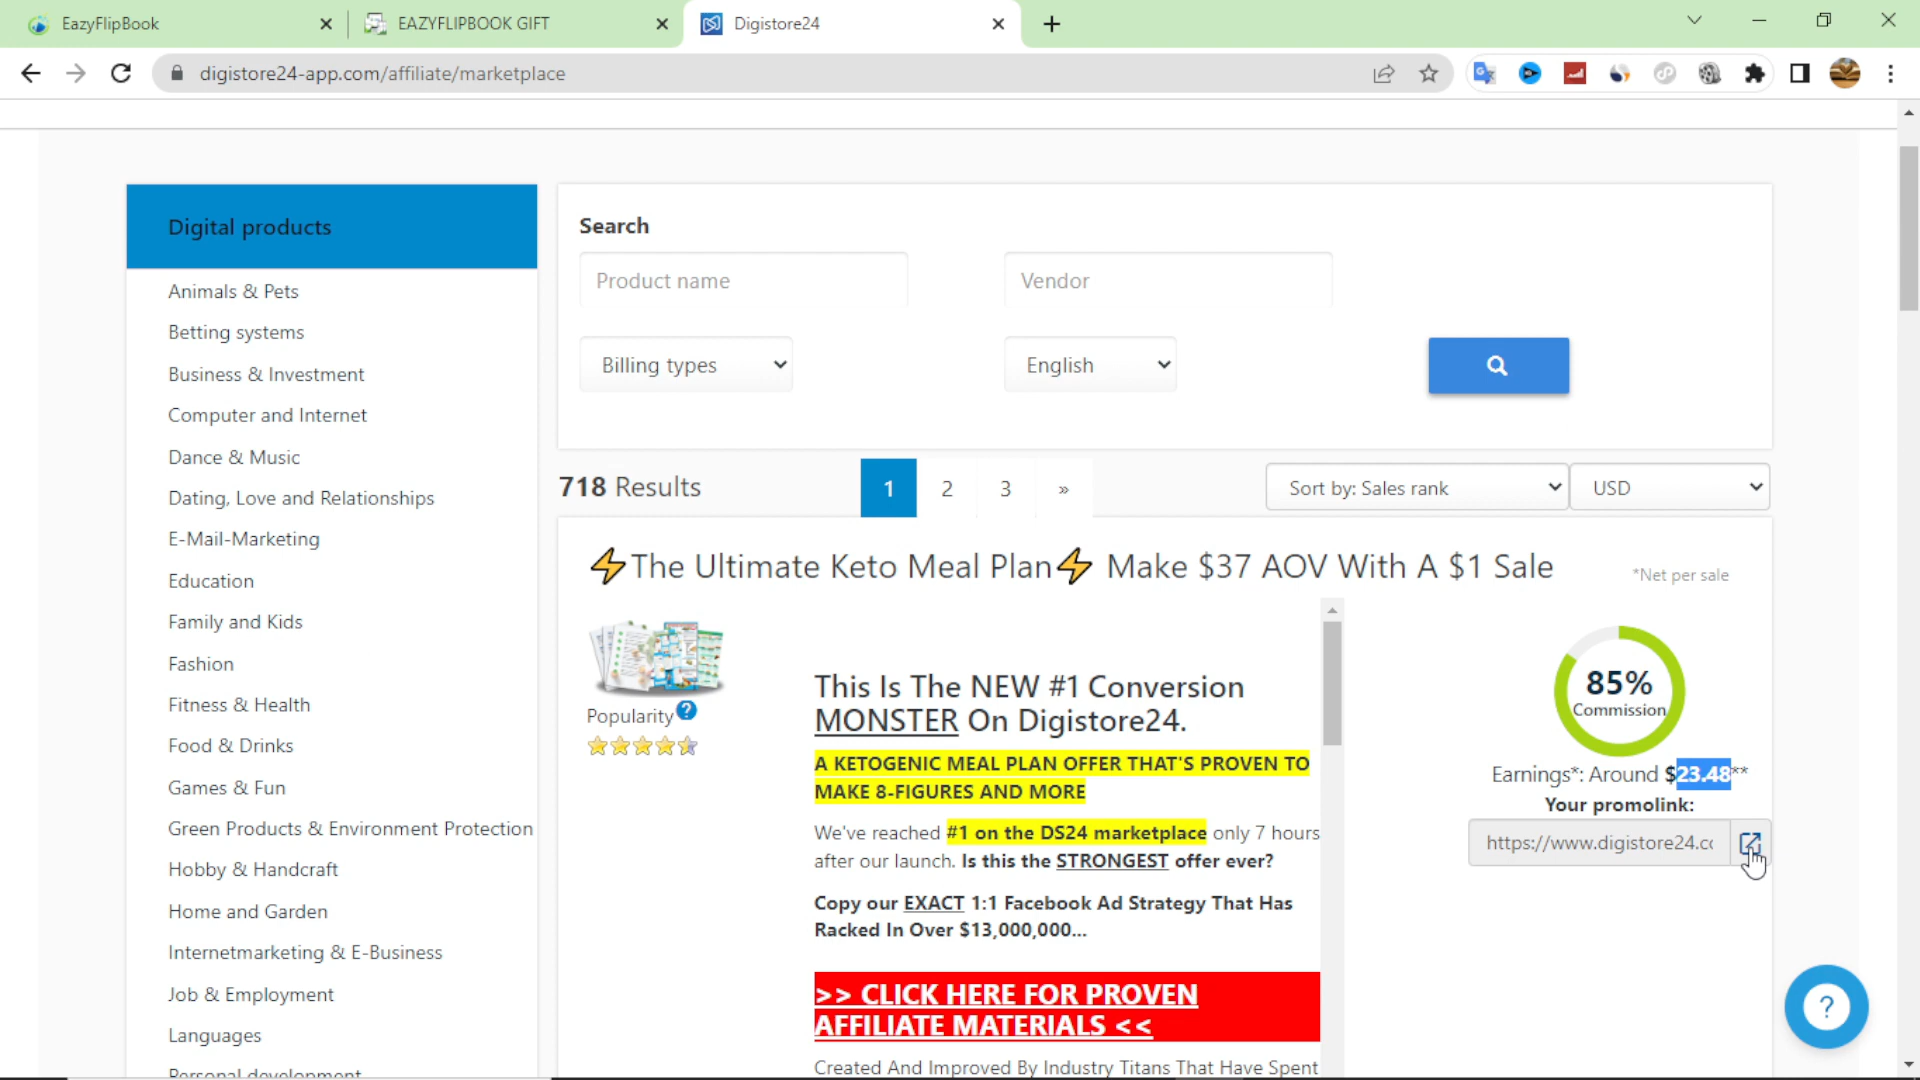 EazyFlipBook
EAZYFLIPBOOK GIFT
Digistore24
digistore24-app.com/affiliate/marketplace
Digital products
Animals & Pets
Betting systems
Business & Investment
Computer and Internet
Dance & Music
Dating, Love and Relationships
E-Mail-Marketing
Education
Family and Kids
Fashion
Fitness & Health
Food & Drinks
Games & Fun
Green Products & Environment Protection
Hobby & Handcraft
Home and Garden
Internetmarketing & E-Business
Job & Employment
Languages
Personal development
Search
Product name
Vendor
Billing types
English
718 Results
1 2 3 »
Sort by: Sales rank
USD
⚡The Ultimate Keto Meal Plan⚡ Make $37 AOV With A $1 Sale
*Net per sale
Popularity ?
This Is The NEW #1 Conversion
MONSTER On Digistore24.
A KETOGENIC MEAL PLAN OFFER THAT'S PROVEN TO
MAKE 8-FIGURES AND MORE
We've reached #1 on the DS24 marketplace only 7 hours
after our launch. Is this the STRONGEST offer ever?
Copy our EXACT 1:1 Facebook Ad Strategy That Has
Racked In Over $13,000,000...
>> CLICK HERE FOR PROVEN
AFFILIATE MATERIALS <<
Created And Improved By Industry Titans That Have Spent
85%
Commission
Earnings*: Around $23.48**
Your promolink:
https://www.digistore24.cc
?